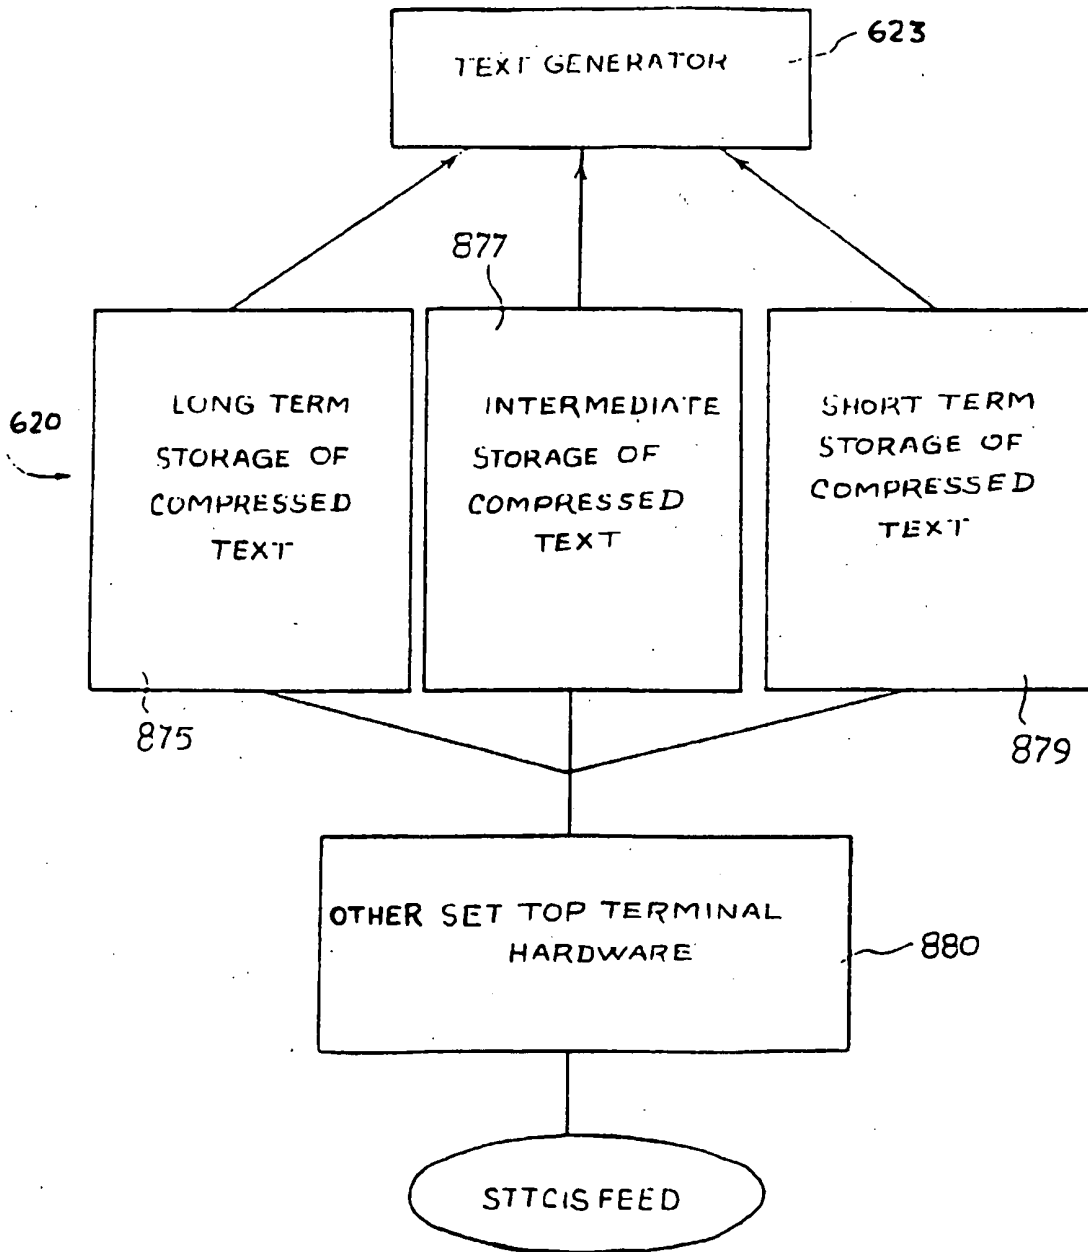 623
TEXT GENERATOR
877
620
LONG TERM
STORAGE OF
COMPRESSED
TEXT
INTERMEDIATE
STORAGE OF
COMPRESSED
TEXT
SHORT TERM
STORAGE OF
COMPRESSED
TEXT
875
879
OTHER SET TOP TERMINAL
HARDWARE
880
STTCIS FEED